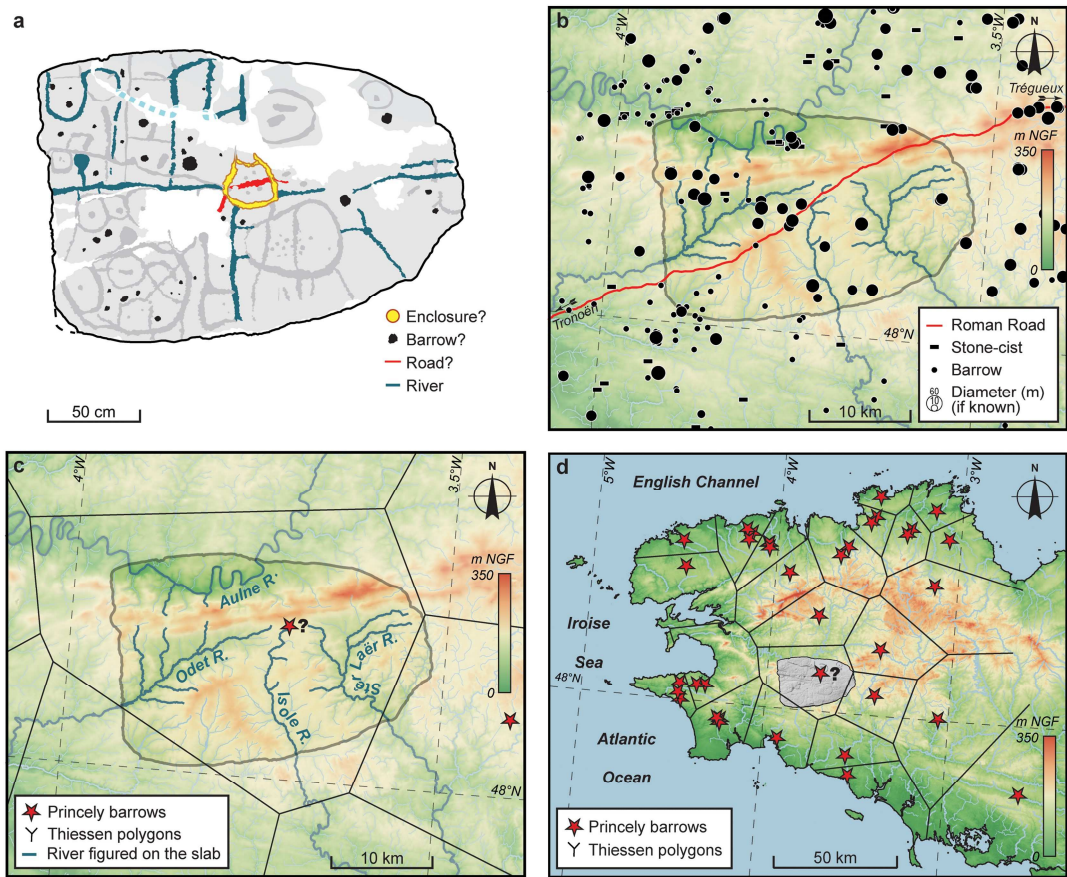 a
Enclosure?
Barrow?
Road?
River
50 cm
b
4°W
3.5°W
N
Trégueux
m NGF
350
0
Tronoën
48°N
Roman Road
Stone-cist
Barrow
60
10
Diameter (m)
(if known)
10 km
c
4°W
3.5°W
N
m NGF
350
0
Aulne R.
?
Odet R.
Isole R.
Ster Laër R.
48°N
Princely barrows
Thiessen polygons
River figured on the slab
10 km
d
5°W
4°W
3°W
N
English Channel
Iroise
Sea
48°N
?
Atlantic
Ocean
m NGF
350
0
Princely barrows
Thiessen polygons
50 km